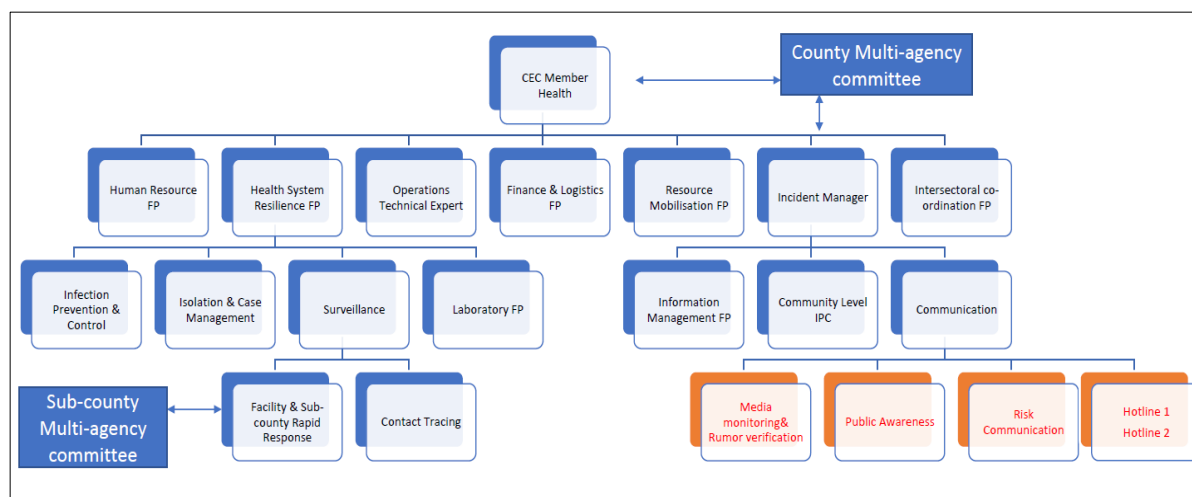 CEC Member
Health
County Multi-agency
committee
Human Resource
FP
Health System
Resilience FP
Operations
Technical Expert
Finance & Logistics
FP
Resource
Mobilisation FP
Incident Manager
Intersectoral co-
ordination FP
Infection
Prevention &
Control
Isolation & Case
Management
Surveillance
Laboratory FP
Information
Management FP
Community Level
IPC
Communication
Sub-county
Multi-agency
committee
Facility & Sub-
county Rapid
Response
Contact Tracing
Media
monitoring&
Rumor verification
Public Awareness
Risk
Communication
Hotline 1
Hotline 2